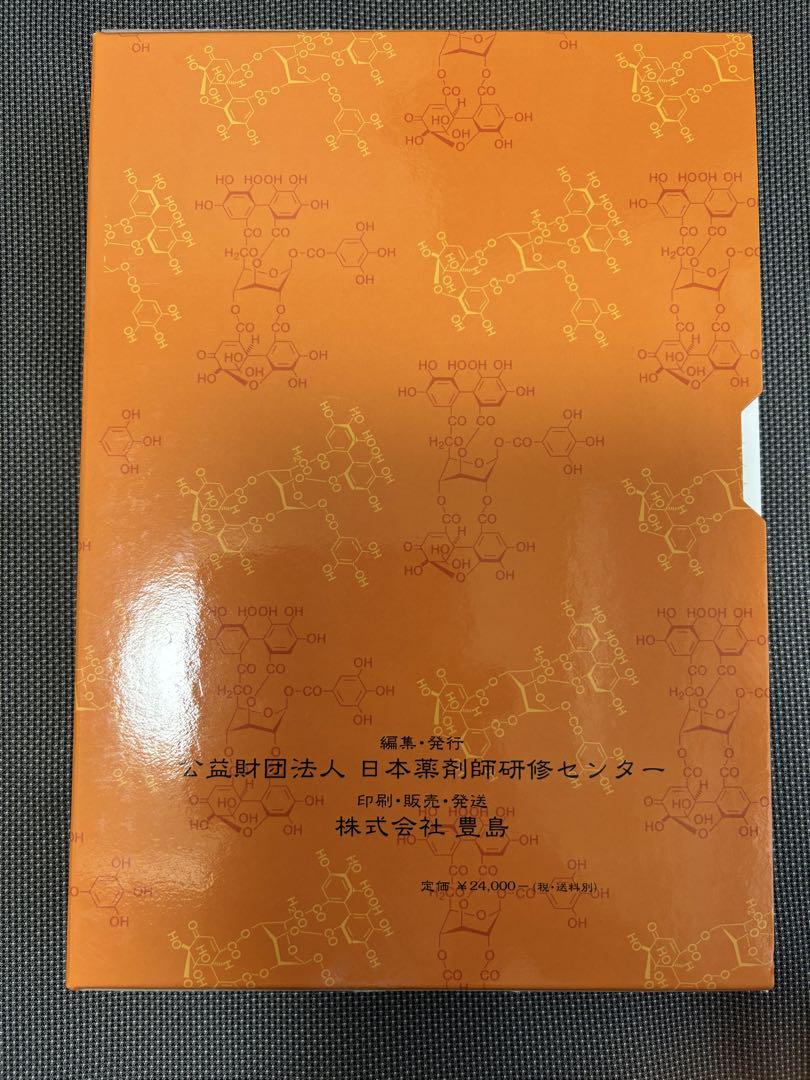 編集・発行
公益財団法人 日本薬剤師研修センター
印刷・販売・発送
株式会社 豊島
定価 ¥24,000−(税・送料別)